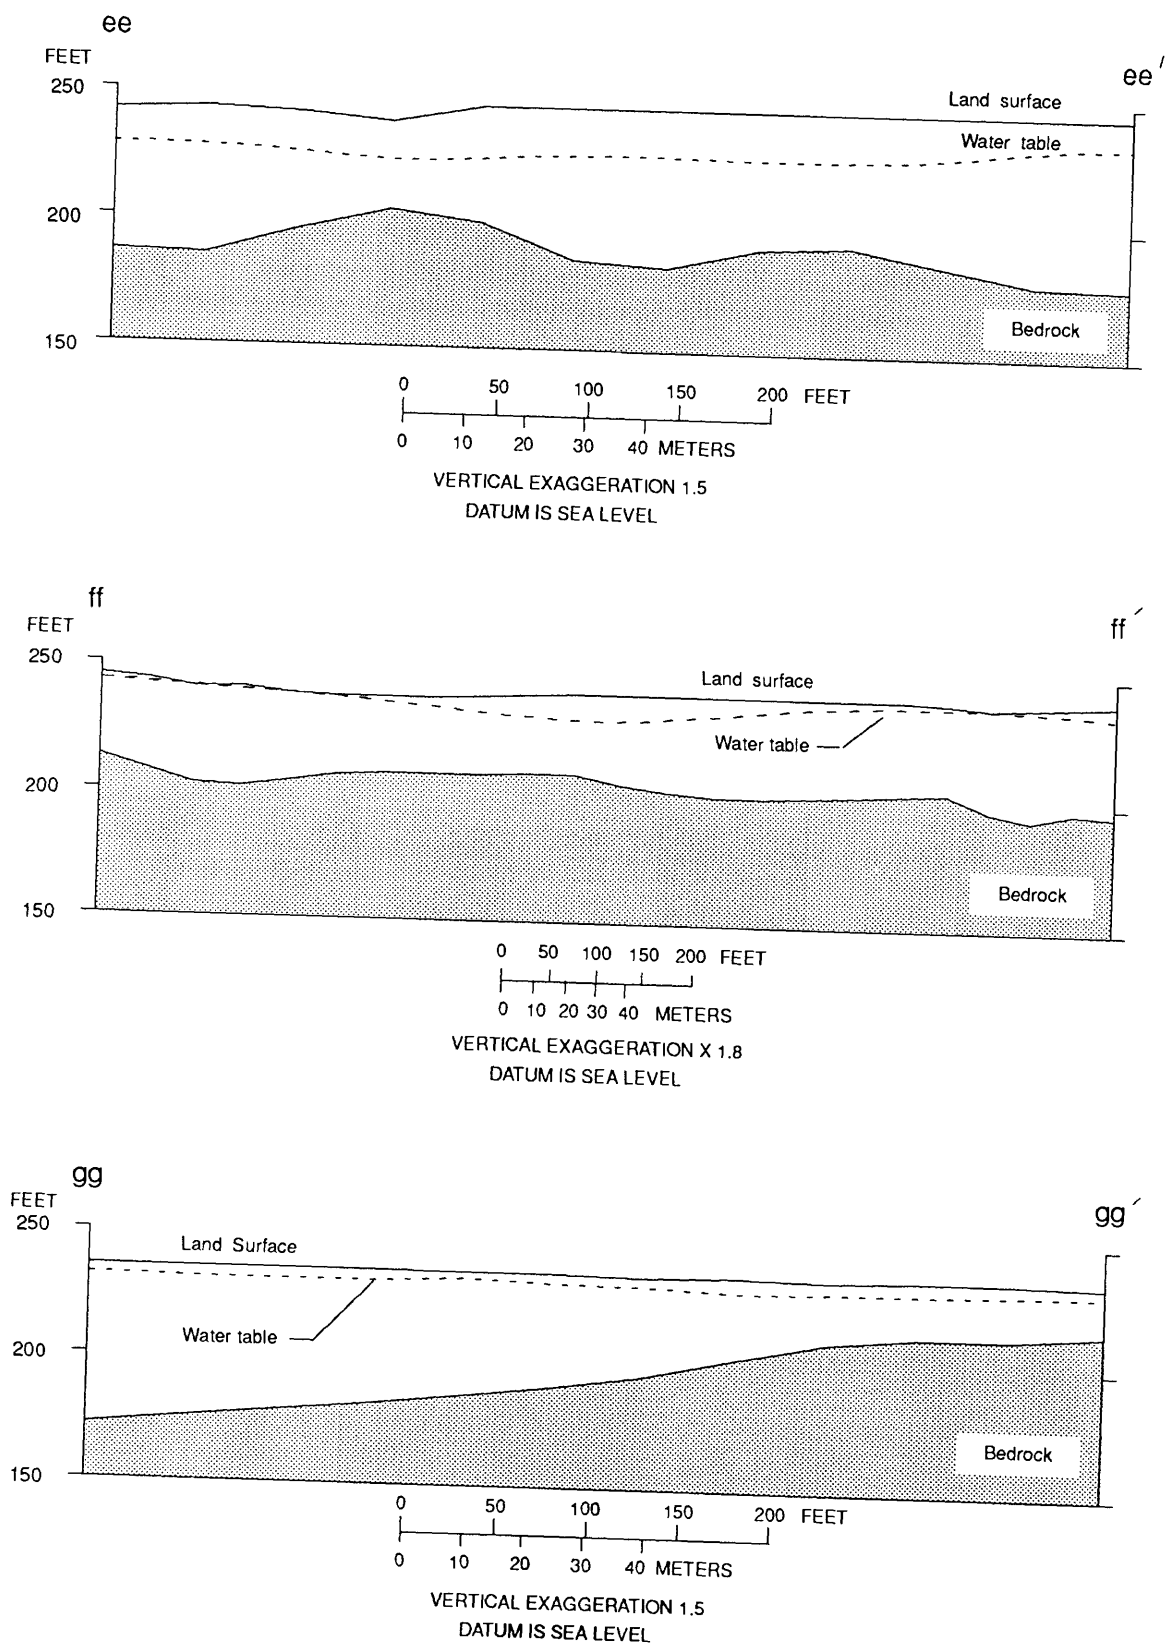 ee
FEET
250
ee′
Land surface
Water table
200
Bedrock
150
0 50 100 150 200 FEET
0 10 20 30 40 METERS
VERTICAL EXAGGERATION 1.5
DATUM IS SEA LEVEL
ff
FEET
ff′
250
Land surface
Water table
200
Bedrock
150
0 50 100 150 200 FEET
0 10 20 30 40 METERS
VERTICAL EXAGGERATION X 1.8
DATUM IS SEA LEVEL
gg
FEET
gg′
250
Land Surface
Water table
200
Bedrock
150
0 50 100 150 200 FEET
0 10 20 30 40 METERS
VERTICAL EXAGGERATION 1.5
DATUM IS SEA LEVEL